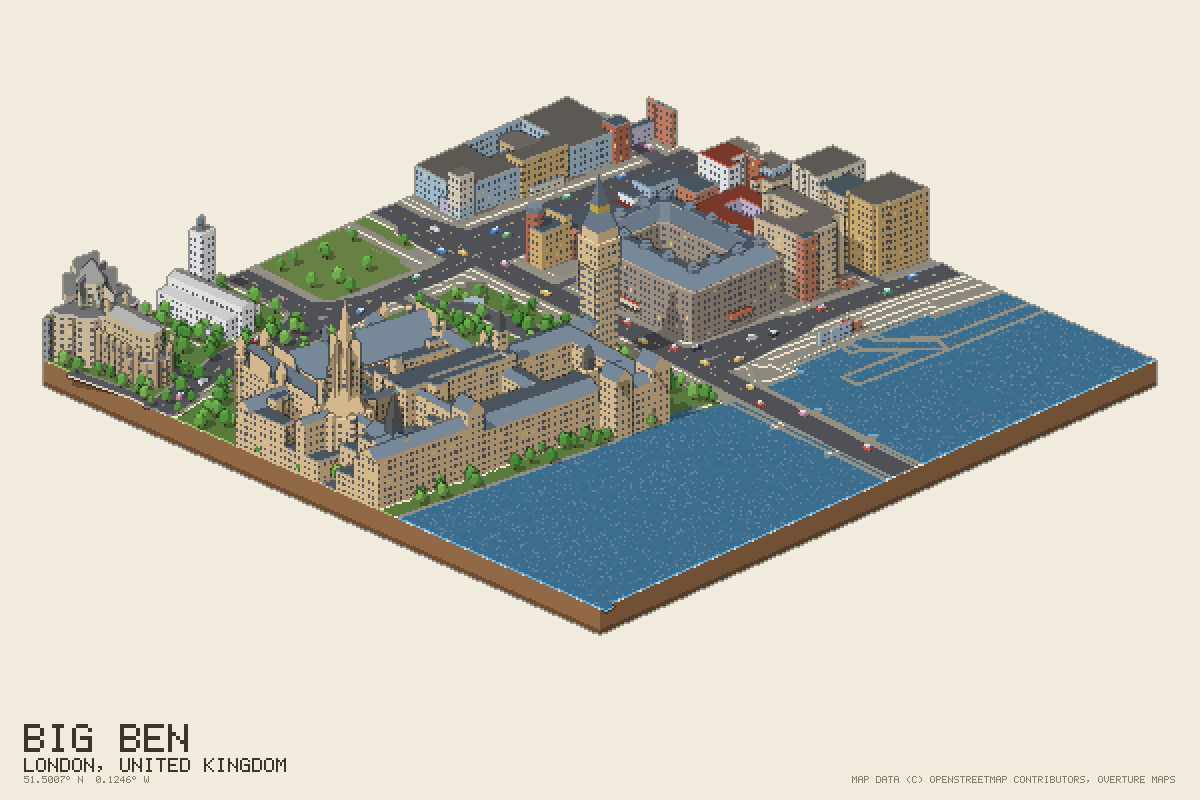 BIG BEN
LONDON, UNITED KINGDOM
51.5007° N 0.1246° W
MAP DATA (C) OPENSTREETMAP CONTRIBUTORS, OVERTURE MAPS